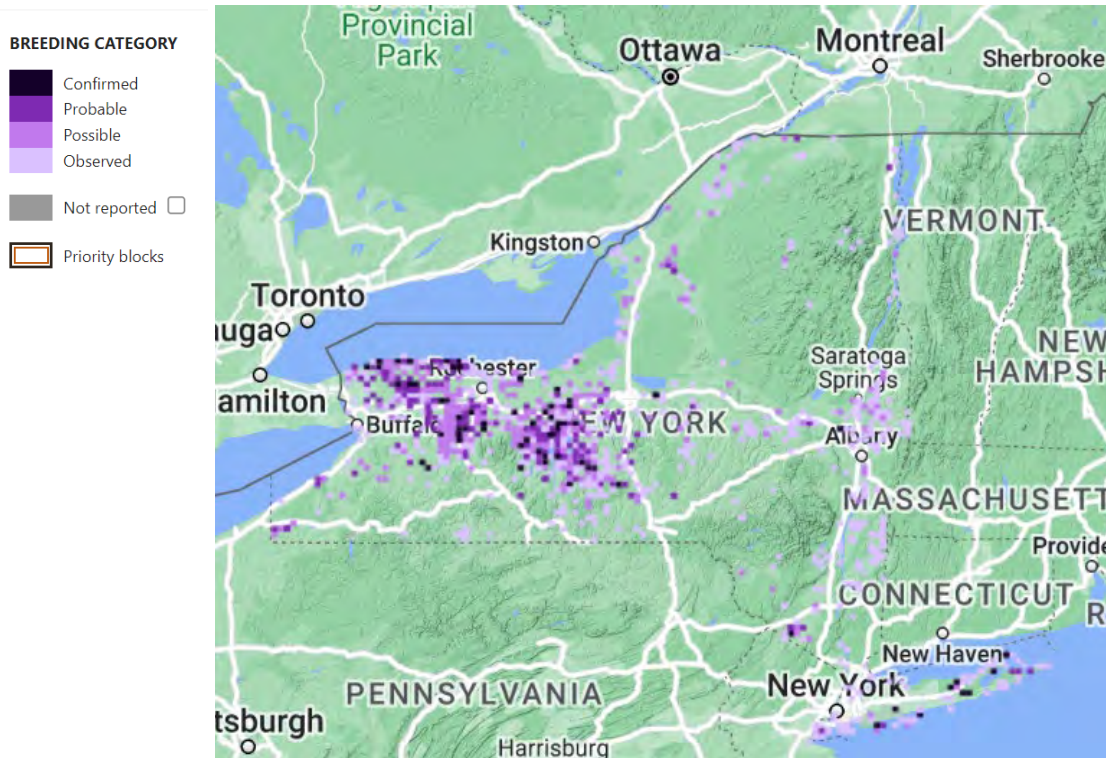 BREEDING CATEGORY
Confirmed
Probable
Possible
Observed
Not reported
Priority blocks
Provincial
Park
Ottawa
Montreal
Sherbrooke
VERMONT
Kingston
Toronto
uga
NEW
HAMPSH
Saratoga
Springs
Rochester
amilton
Buffalo
EW YORK
Albany
MASSACHUSETT
Provide
CONNECTICUT
R
New Haven
PENNSYLVANIA
New York
tsburgh
Harrisburg